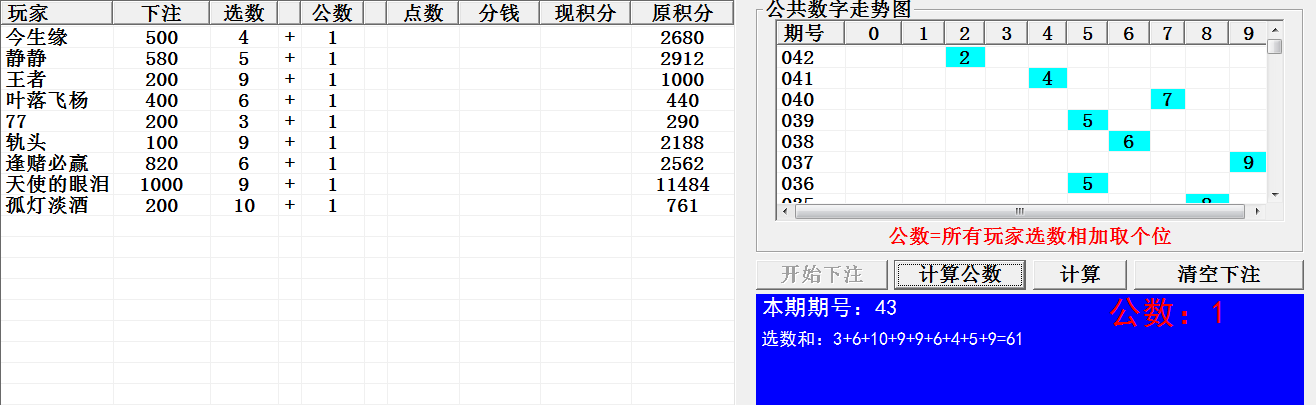 玩家 下注 选数 公数 点数 分钱 现积分 原积分
今生缘 500 4 + 1 2680
静静 580 5 + 1 2912
王者 200 9 + 1 1000
叶落飞杨 400 6 + 1 440
77 200 3 + 1 290
轨头 100 9 + 1 2188
逢赌必赢 820 6 + 1 2562
天使的眼泪 1000 9 + 1 11484
孤灯淡酒 200 10 + 1 761
公共数字走势图
期号 0 1 2 3 4 5 6 7 8 9
042 2
041 4
040 7
039 5
038 6
037 9
036 5
035 8
公数=所有玩家选数相加取个位
开始下注 计算公数 计算 清空下注
本期期号：43 公数：1
选数和：3+6+10+9+9+6+4+5+9=61